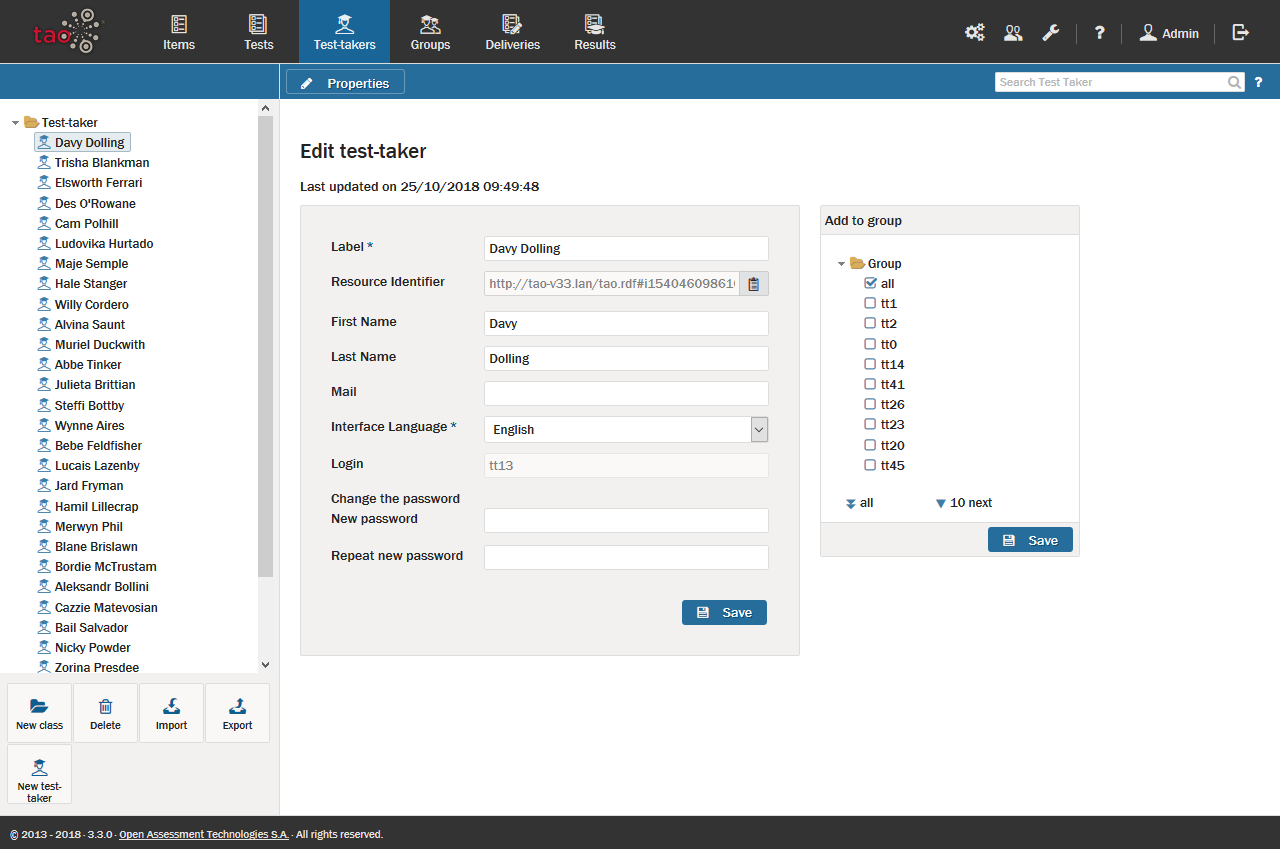 tao
Items
Tests
Test-takers
Groups
Deliveries
Results
?
Admin
Properties
Search Test Taker
?
Test-taker
Davy Dolling
Trisha Blankman
Elsworth Ferrari
Des O'Rowane
Cam Polhill
Ludovika Hurtado
Maje Semple
Hale Stanger
Willy Cordero
Alvina Saunt
Muriel Duckwith
Abbe Tinker
Julieta Brittian
Steffi Bottby
Wynne Aires
Bebe Feldfisher
Lucais Lazenby
Jard Fryman
Hamil Lillecrap
Merwyn Phil
Blane Brislawn
Bordie McTrustam
Aleksandr Bollini
Cazzie Matevosian
Bail Salvador
Nicky Powder
Zorina Presdee
New class
Delete
Import
Export
New test-
taker
Edit test-taker
Last updated on 25/10/2018 09:49:48
Label *
Davy Dolling
Resource Identifier
http://tao-v33.lan/tao.rdf#i154046098610
First Name
Davy
Last Name
Dolling
Mail
Interface Language *
English
Login
tt13
Change the password
New password
Repeat new password
Save
Add to group
Group
all
tt1
tt2
tt0
tt14
tt41
tt26
tt23
tt20
tt45
all
10 next
Save
© 2013 - 2018 · 3.3.0 · Open Assessment Technologies S.A. · All rights reserved.